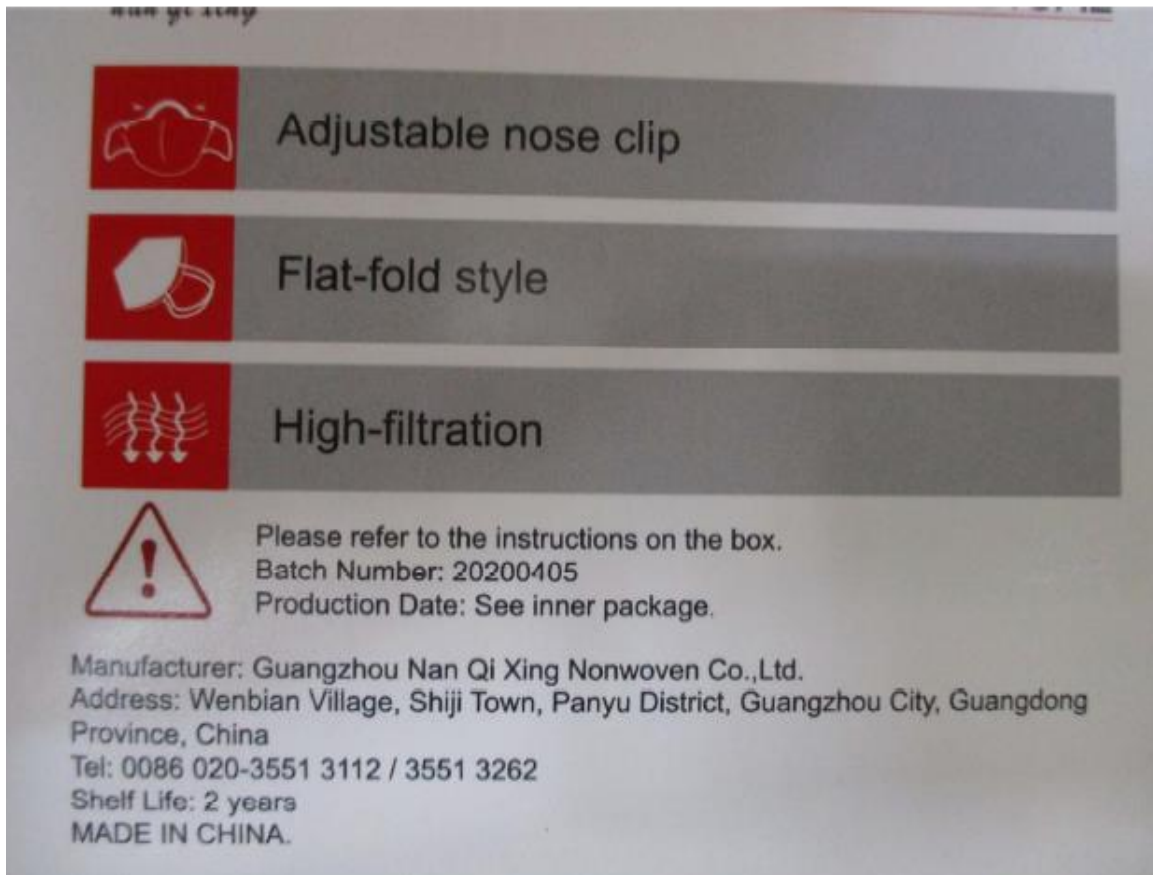 nan qi xing
Adjustable nose clip
Flat-fold style
High-filtration
Please refer to the instructions on the box.
Batch Number: 20200405
Production Date: See inner package.
Manufacturer: Guangzhou Nan Qi Xing Nonwoven Co.,Ltd.
Address: Wenbian Village, Shiji Town, Panyu District, Guangzhou City, Guangdong
Province, China
Tel: 0086 020-3551 3112 / 3551 3262
Shelf Life: 2 years
MADE IN CHINA.